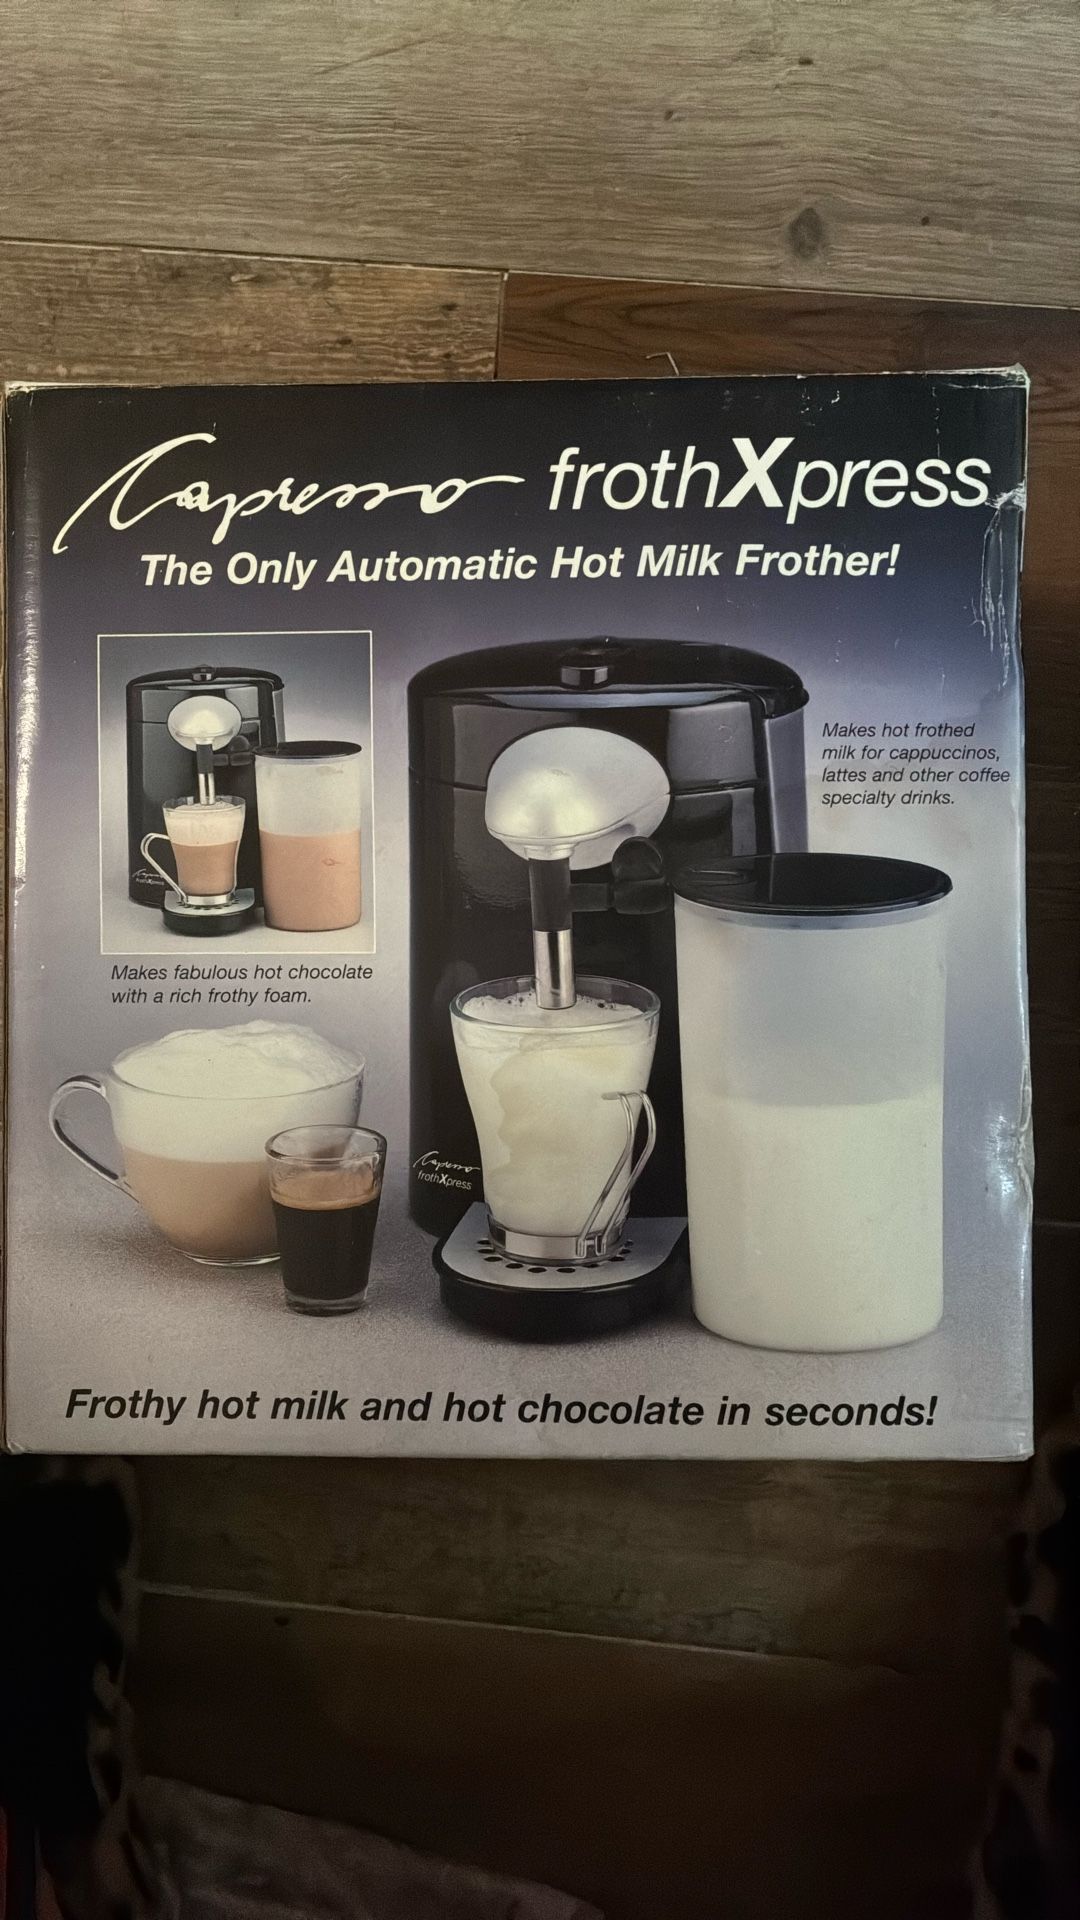 Capresso frothXpress
The Only Automatic Hot Milk Frother!
Makes hot frothed
milk for cappuccinos,
lattes and other coffee
specialty drinks.
Capresso
frothXpress
Makes fabulous hot chocolate
with a rich frothy foam.
Capresso
frothXpress
Frothy hot milk and hot chocolate in seconds!